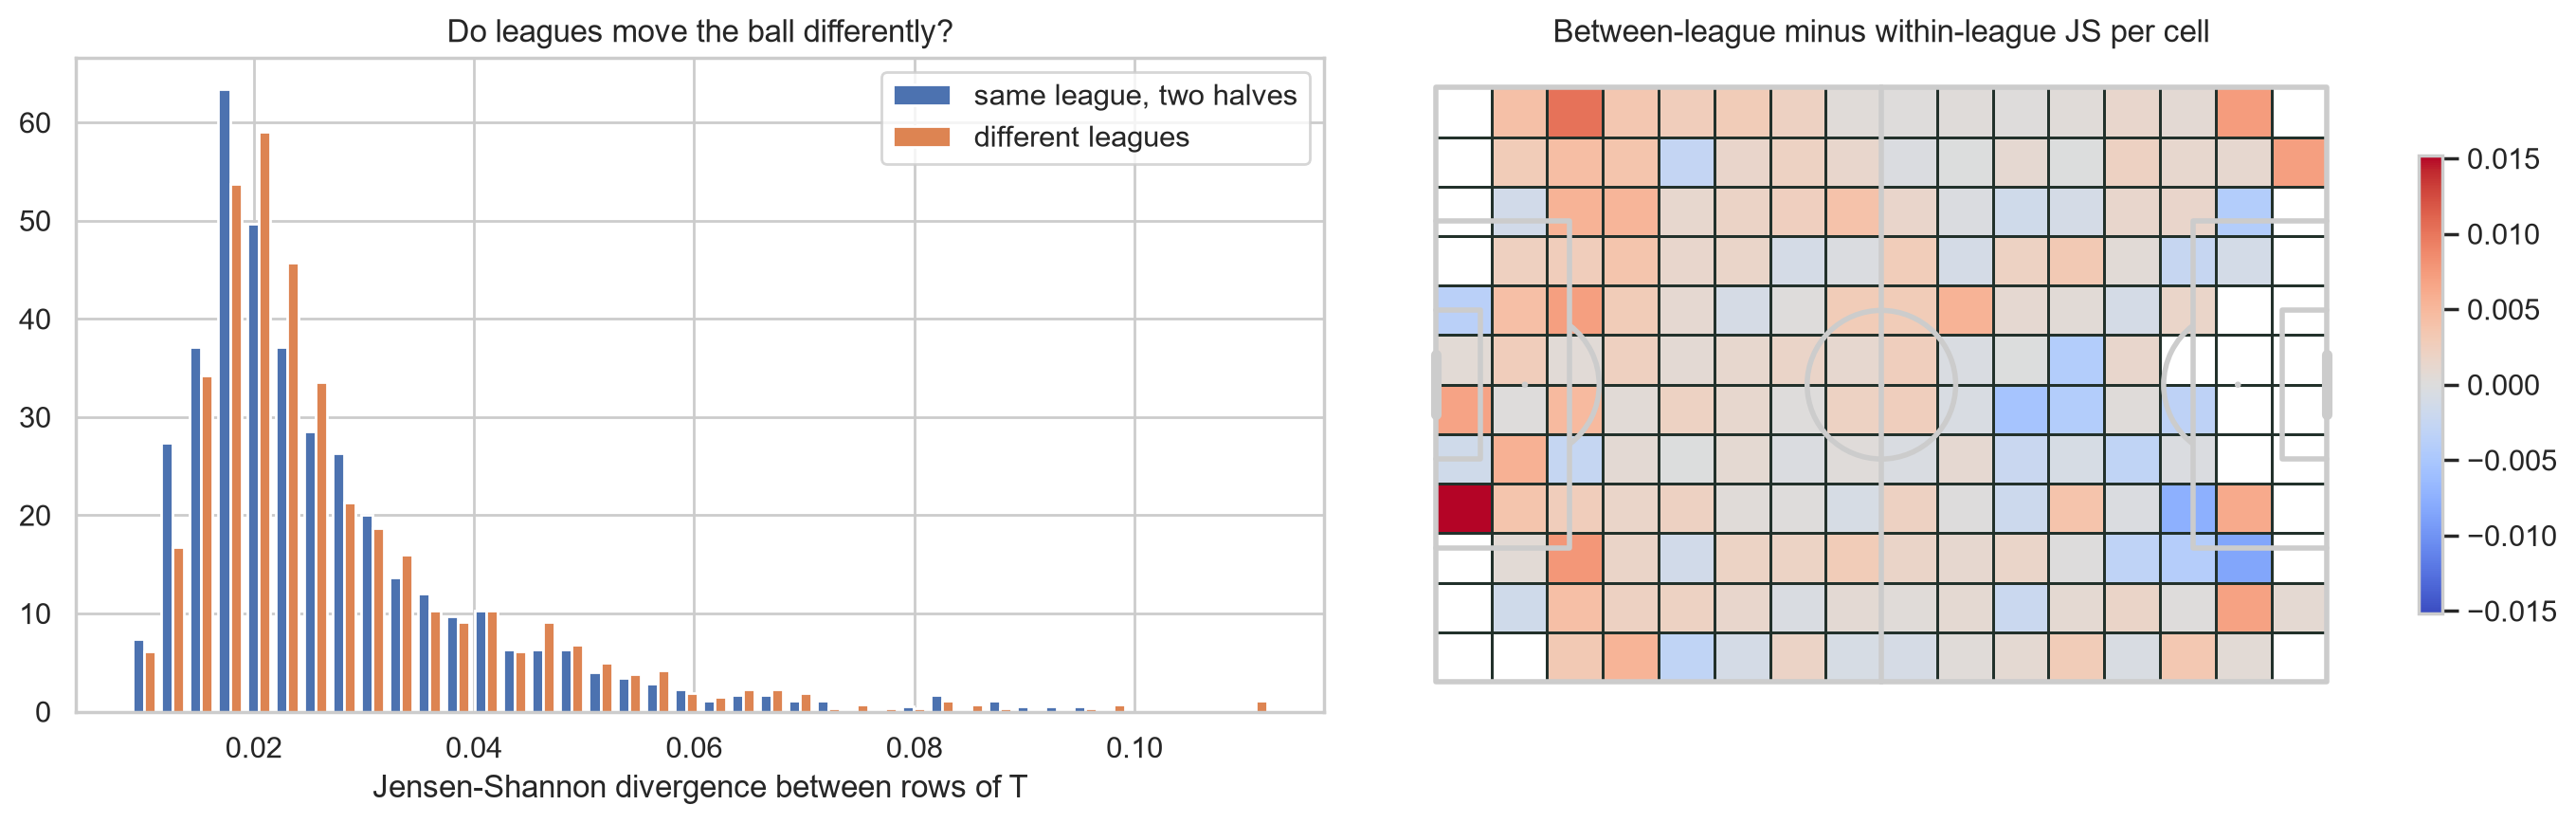 Do leagues move the ball differently?
same league, two halves
different leagues
60
50
40
30
20
10
0
0.02 0.04 0.06 0.08 0.10
Jensen-Shannon divergence between rows of T
Between-league minus within-league JS per cell
0.015
0.010
0.005
0.000
−0.005
−0.010
−0.015